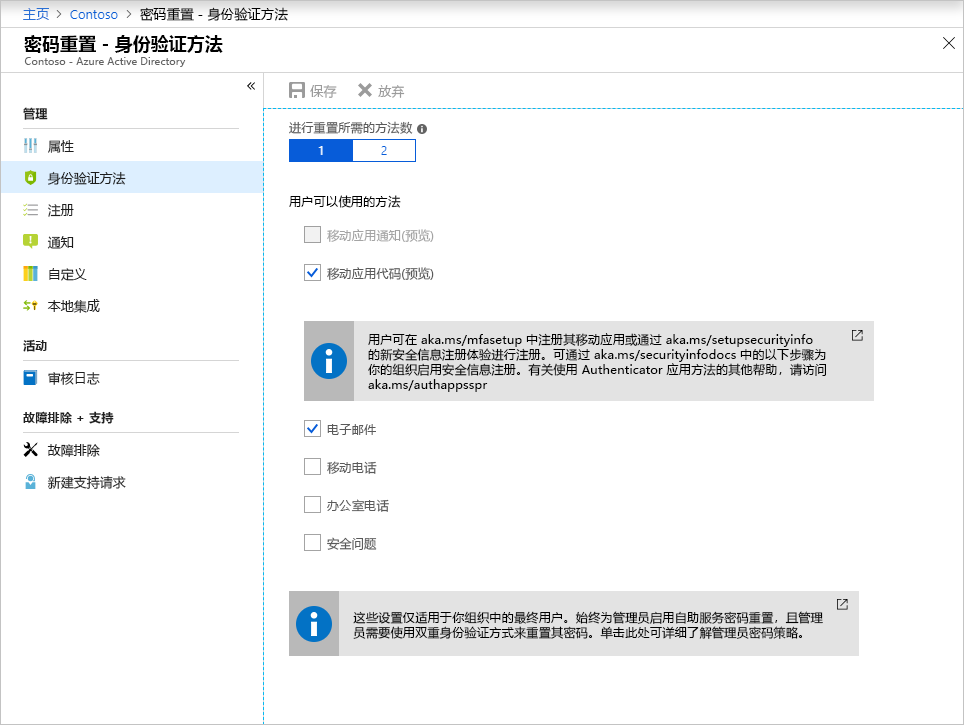 主页 > Contoso > 密码重置 - 身份验证方法
密码重置 - 身份验证方法
Contoso - Azure Active Directory
«
管理
属性
身份验证方法
注册
通知
自定义
本地集成
活动
审核日志
故障排除 + 支持
故障排除
新建支持请求
保存 放弃
进行重置所需的方法数
1 2
用户可以使用的方法
移动应用通知(预览)
移动应用代码(预览)
用户可在 aka.ms/mfasetup 中注册其移动应用或通过 aka.ms/setupsecurityinfo
的新安全信息注册体验进行注册。可通过 aka.ms/securityinfodocs 中的以下步骤为
你的组织启用安全信息注册。有关使用 Authenticator 应用方法的其他帮助，请访问
aka.ms/authappsspr
电子邮件
移动电话
办公室电话
安全问题
这些设置仅适用于你组织中的最终用户。始终为管理员启用自助服务密码重置，且管理
员需要使用双重身份验证方式来重置其密码。单击此处可详细了解管理员密码策略。